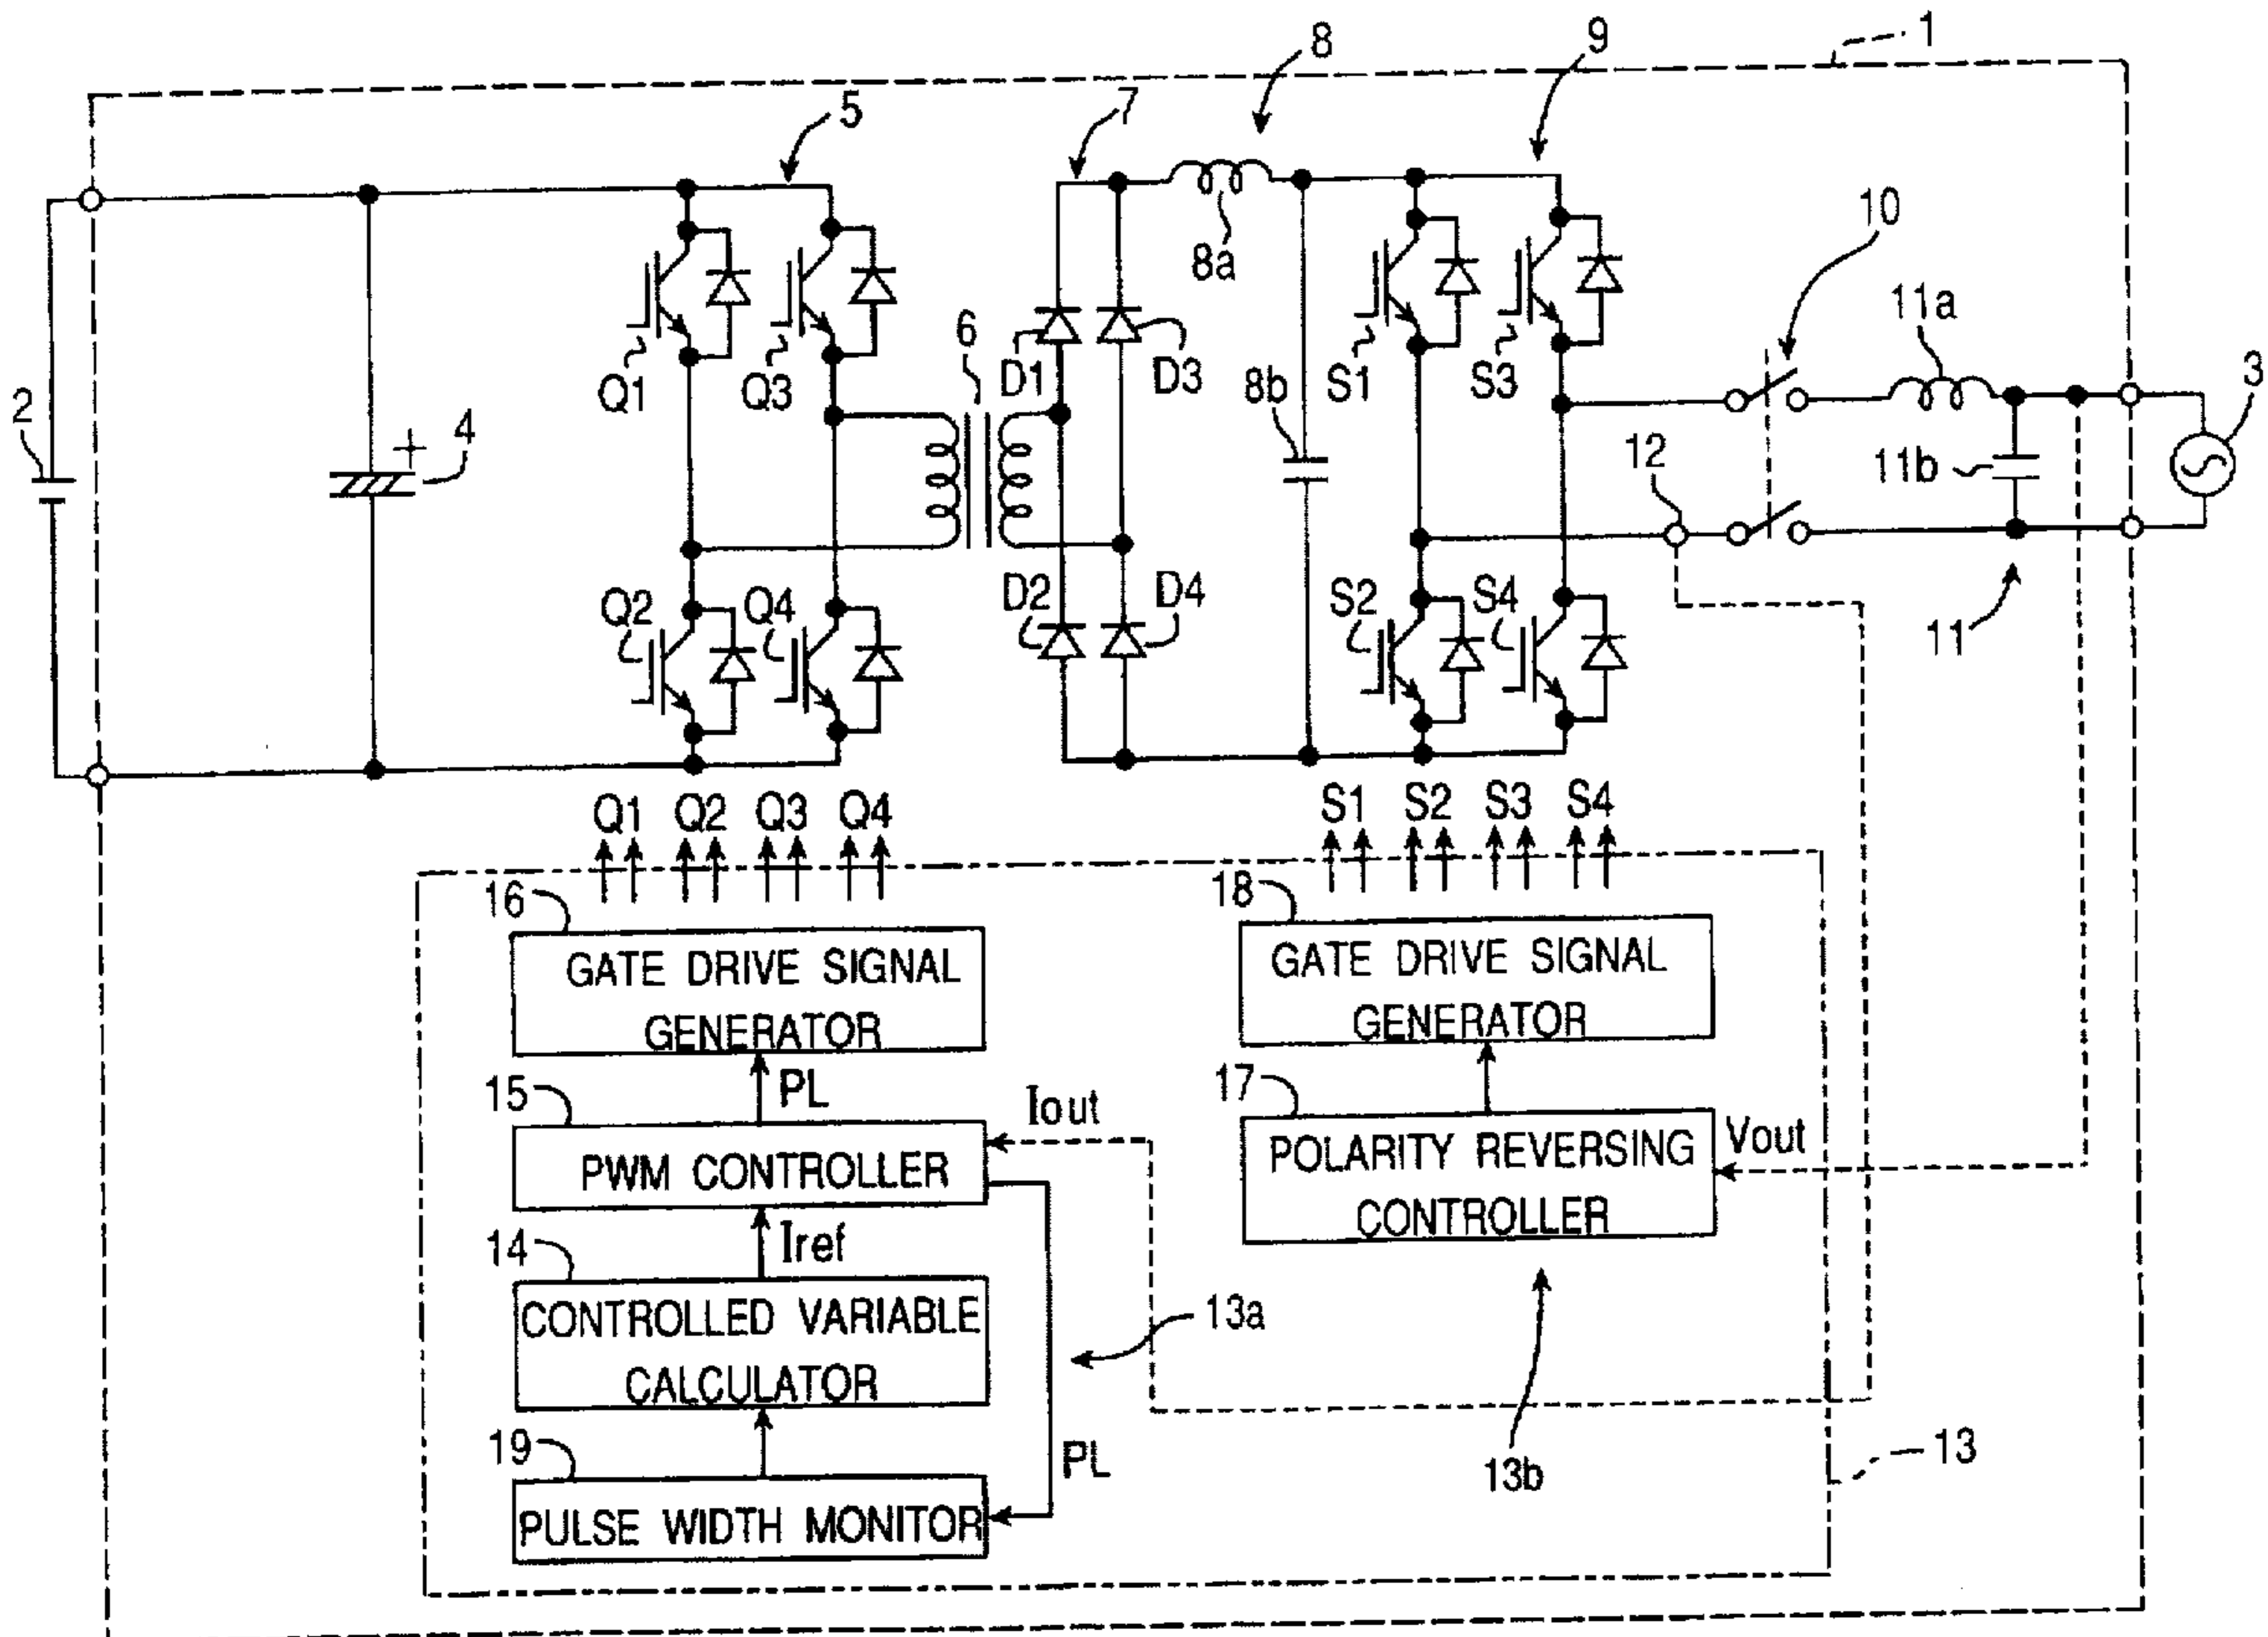 1
8
9
5
7
10
8a
11a
6
D1
D3
Q1
Q3
S1
S3
8b
3
2
4
12
11b
D2
D4
Q2
Q4
S2
S4
11
Q1 Q2 Q3 Q4
S1 S2 S3 S4
16
GATE DRIVE SIGNAL
GENERATOR
18
GATE DRIVE SIGNAL
GENERATOR
PL
15
Iout
PWM CONTROLLER
17
POLARITY REVERSING
CONTROLLER
Vout
Iref
14
CONTROLLED VARIABLE
CALCULATOR
13a
19
PULSE WIDTH MONITOR
PL
13b
13